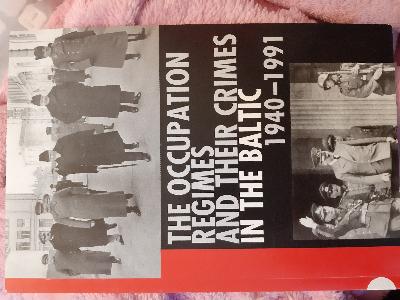 THE OCCUPATION
REGIMES
AND THEIR CRIMES
IN THE BALTIC
1940–1991